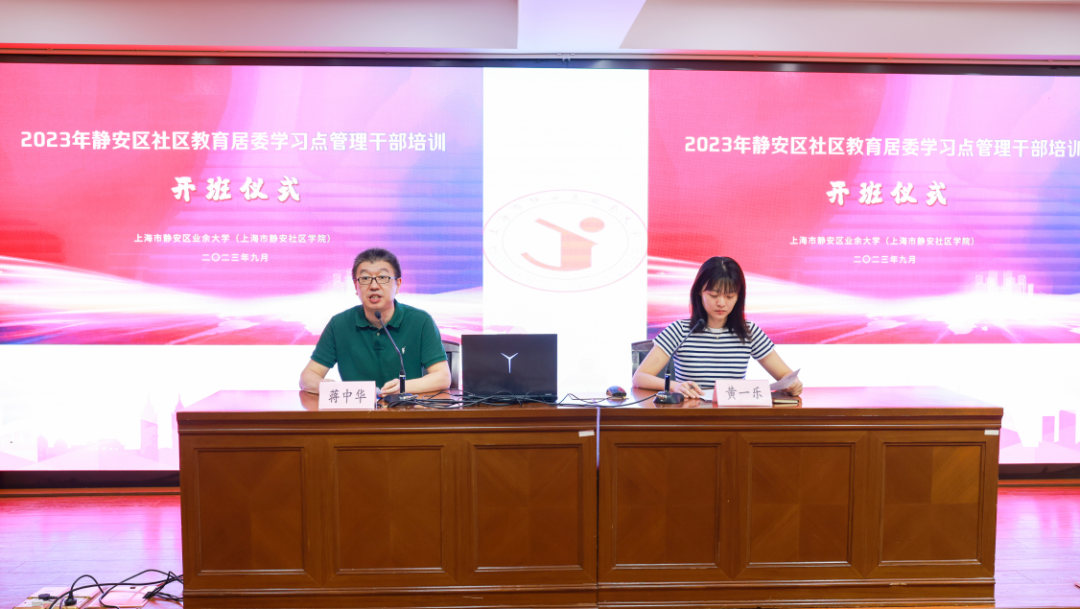 2023年静安区社区教育居委学习点管理干部培训
开班仪式
上海市静安区业余大学（上海市静安社区学院）
二〇二三年九月
2023年静安区社区教育居委学习点管理干部培训
开班仪式
上海市静安区业余大学（上海市静安社区学院）
二〇二三年九月
蒋中华
黄一乐